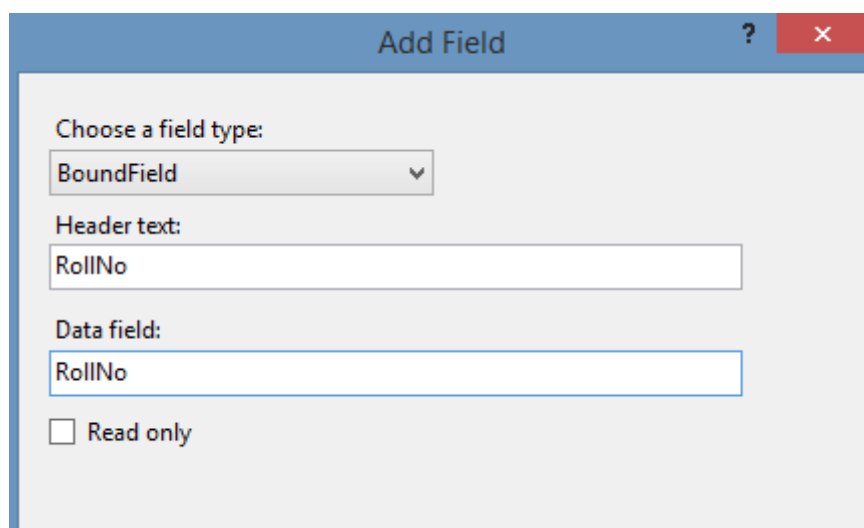 Add Field
?
Choose a field type:
BoundField
Header text:
RollNo
Data field:
RollNo
Read only